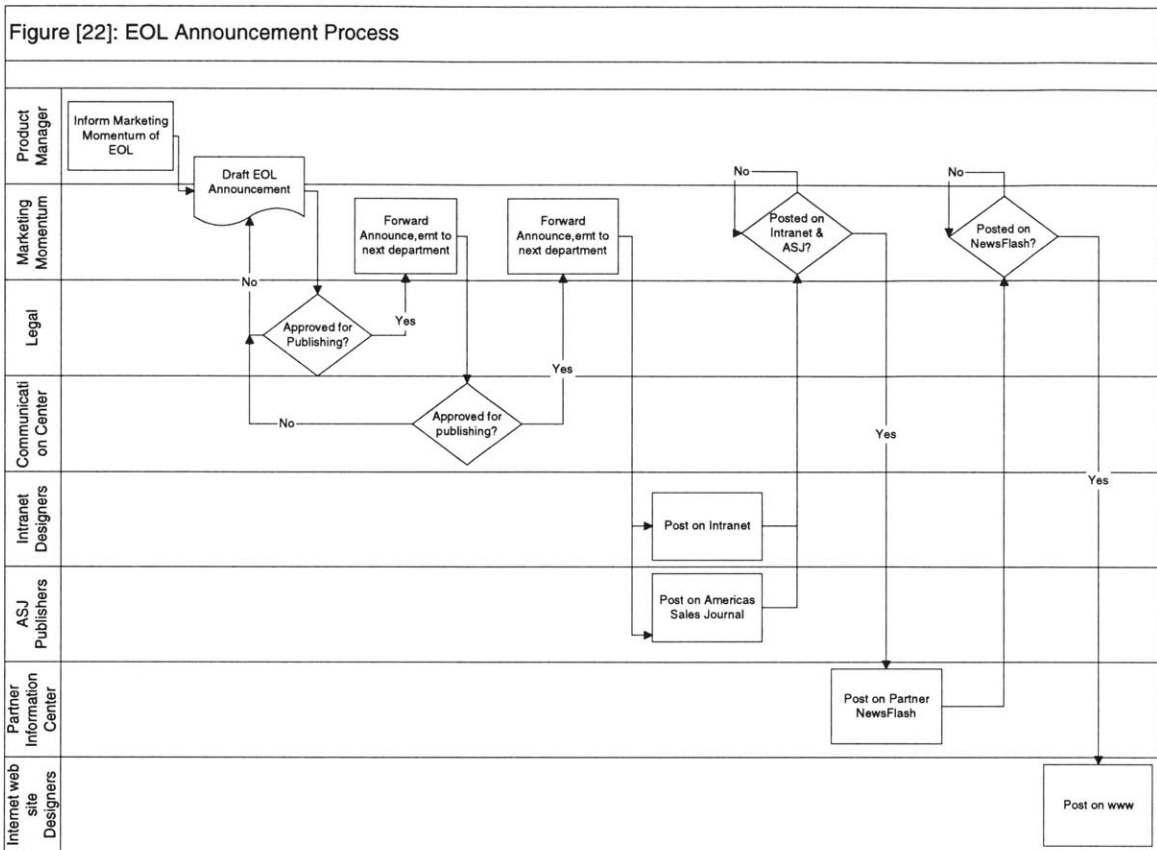 Figure [22]: EOL Announcement Process
Product
Manager
Inform Marketing
Momentum of
EOL
Draft EOL
Announcement
Marketing
Momentum
Forward
Announce,emt to
next department
Forward
Announce,emt to
next department
No
Posted on
Intranet &
ASJ?
No
Posted on
NewsFlash?
Legal
No
Approved for
Publishing?
Yes
Yes
Communicati
on Center
No
Approved for
publishing?
Yes
Yes
Intranet
Designers
Post on Intranet
ASJ
Publishers
Post on Americas
Sales Journal
Partner
Information
Center
Post on Partner
NewsFlash
Internet web
site
Designers
Post on www